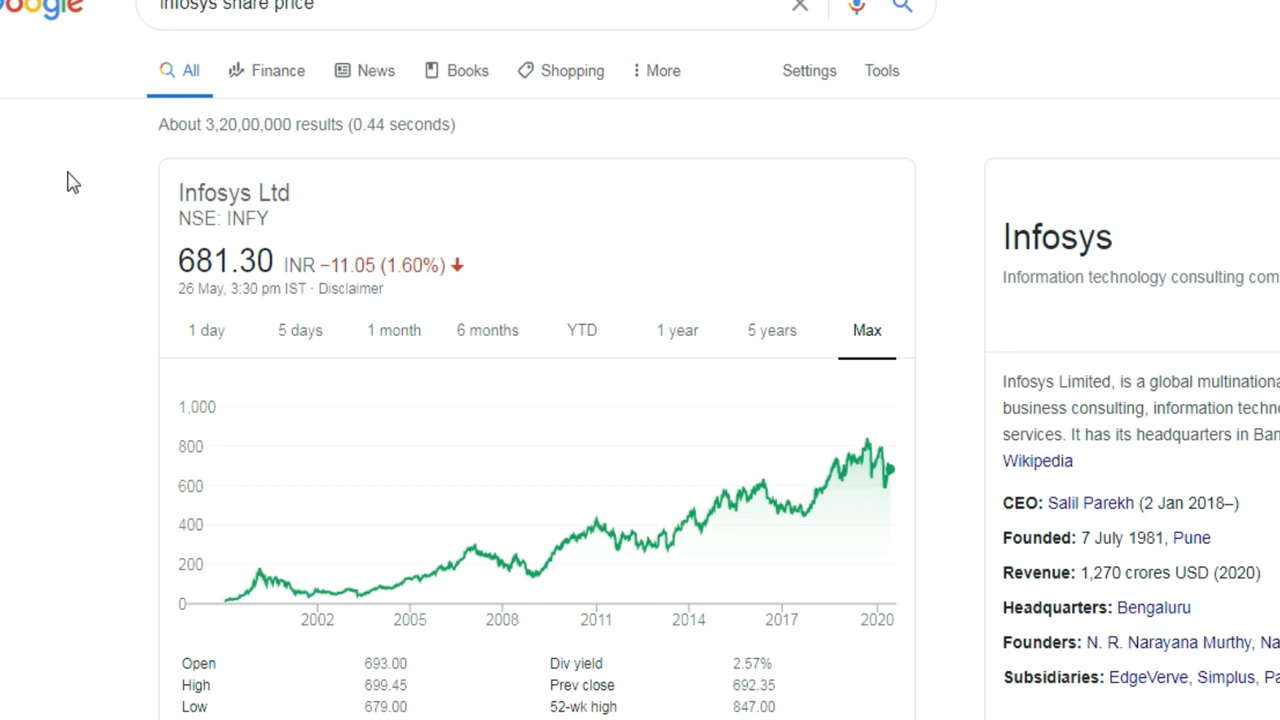 Google
infosys share price
All Finance News Books Shopping More Settings Tools
About 3,20,00,000 results (0.44 seconds)
Infosys Ltd
NSE: INFY
681.30 INR −11.05 (1.60%)
26 May, 3:30 pm IST · Disclaimer
1 day 5 days 1 month 6 months YTD 1 year 5 years Max
1,000
800
600
400
200
0
2002 2005 2008 2011 2014 2017 2020
Open 693.00 Div yield 2.57%
High 699.45 Prev close 692.35
Low 679.00 52-wk high 847.00
Infosys
Information technology consulting com
Infosys Limited, is a global multinationa
business consulting, information techn
services. It has its headquarters in Ban
Wikipedia
CEO: Salil Parekh (2 Jan 2018–)
Founded: 7 July 1981, Pune
Revenue: 1,270 crores USD (2020)
Headquarters: Bengaluru
Founders: N. R. Narayana Murthy, Na
Subsidiaries: EdgeVerve, Simplus, Pa